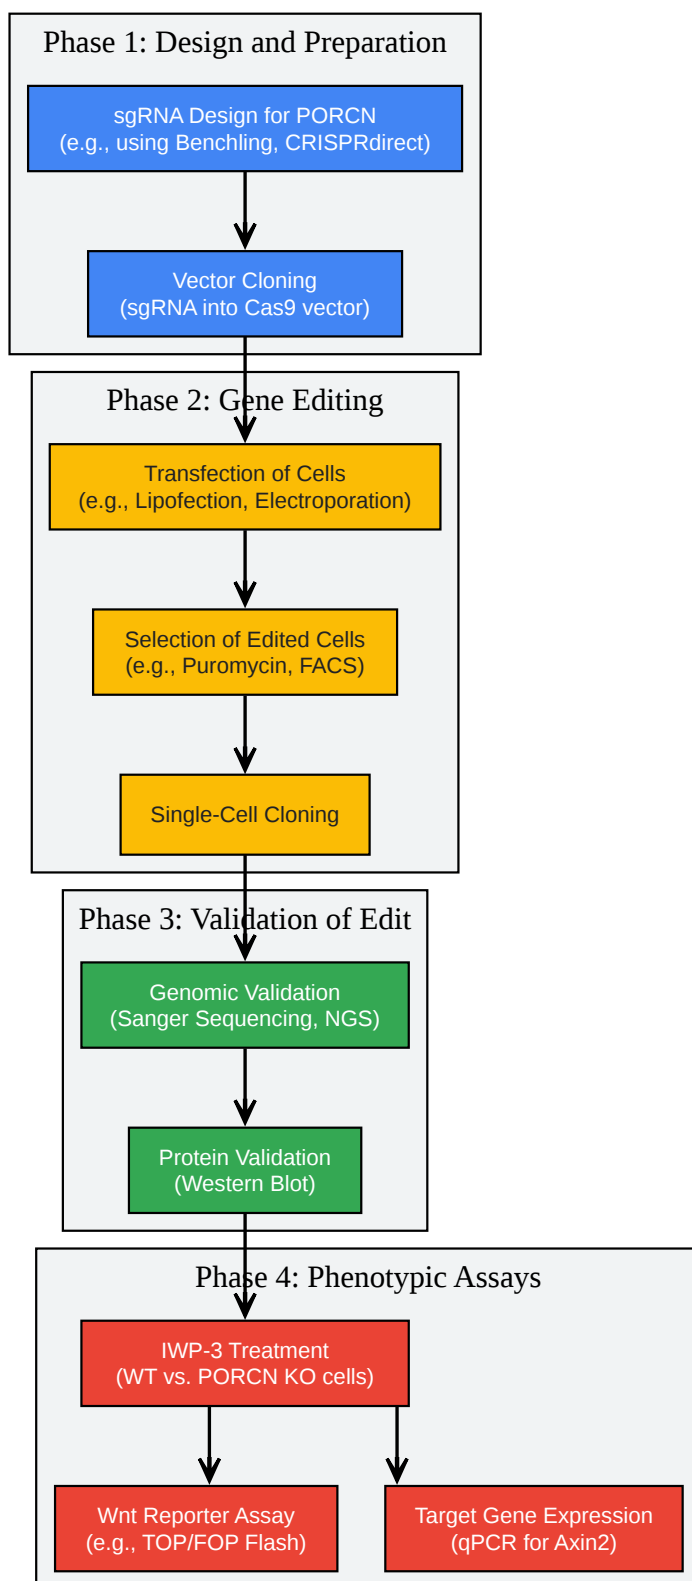 Phase 1: Design and Preparation
sgRNA Design for PORCN
(e.g., using Benchling, CRISPRdirect)
Vector Cloning
(sgRNA into Cas9 vector)
Phase 2: Gene Editing
Transfection of Cells
(e.g., Lipofection, Electroporation)
Selection of Edited Cells
(e.g., Puromycin, FACS)
Single-Cell Cloning
Phase 3: Validation of Edit
Genomic Validation
(Sanger Sequencing, NGS)
Protein Validation
(Western Blot)
Phase 4: Phenotypic Assays
IWP-3 Treatment
(WT vs. PORCN KO cells)
Wnt Reporter Assay
(e.g., TOP/FOP Flash)
Target Gene Expression
(qPCR for Axin2)